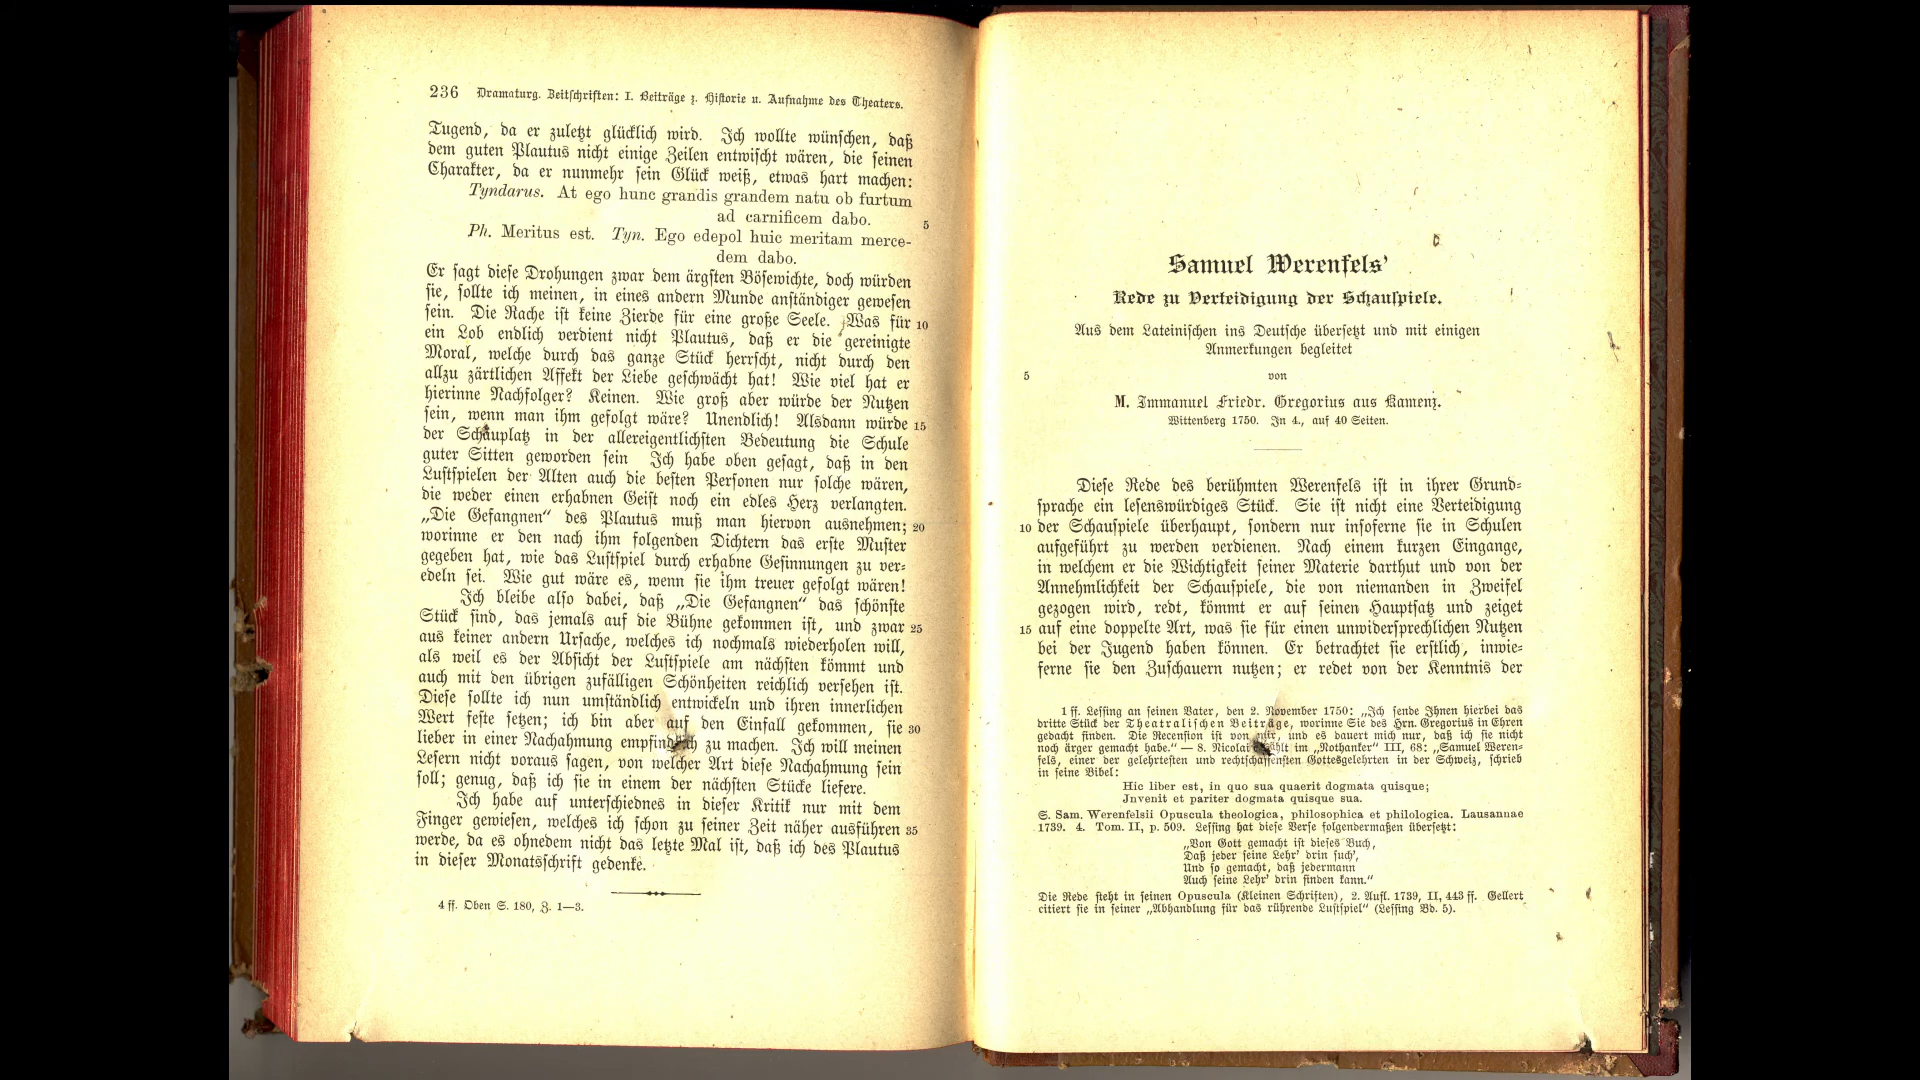 236 Dramaturg. Zeitschriften: I. Beiträge z. Historie u. Aufnahme des Theaters.
Tugend, da er zuletzt glücklich wird. Ich wollte wünschen, daß
dem guten Plautus nicht einige Zeilen entwischt wären, die seinen
Charakter, da er nunmehr sein Glück weiß, etwas hart machen:
Tyndarus. At ego hunc grandis grandem natu ob furtum
ad carnificem dabo. 5
Ph. Meritus est. Tyn. Ego edepol huic meritam merce-
dem dabo.
Er sagt diese Drohungen zwar dem ärgsten Bösewichte, doch würden
sie, sollte ich meinen, in eines andern Munde anständiger gewesen
sein. Die Rache ist keine Zierde für eine große Seele. Was für 10
ein Lob endlich verdient nicht Plautus, daß er die gereinigte
Moral, welche durch das ganze Stück herrscht, nicht durch den
allzu zärtlichen Affekt der Liebe geschwächt hat! Wie viel hat er
hierinne Nachfolger? Keinen. Wie groß aber würde der Nutzen
sein, wenn man ihm gefolgt wäre? Unendlich! Alsdann würde 15
der Schauplatz in der allereigentlichsten Bedeutung die Schule
guter Sitten geworden sein Ich habe oben gesagt, daß in den
Lustspielen der Alten auch die besten Personen nur solche wären,
die weder einen erhabnen Geist noch ein edles Herz verlangten.
„Die Gefangnen“ des Plautus muß man hiervon ausnehmen; 20
worinne er den nach ihm folgenden Dichtern das erste Muster
gegeben hat, wie das Lustspiel durch erhabne Gesinnungen zu ver-
edeln sei. Wie gut wäre es, wenn sie ihm treuer gefolgt wären!
Ich bleibe also dabei, daß „Die Gefangnen“ das schönste
Stück sind, das jemals auf die Bühne gekommen ist, und zwar 25
aus keiner andern Ursache, welches ich nochmals wiederholen will,
als weil es der Absicht der Lustspiele am nächsten kömmt und
auch mit den übrigen zufälligen Schönheiten reichlich versehen ist.
Diese sollte ich nun umständlich entwickeln und ihren innerlichen
Wert feste setzen; ich bin aber auf den Einfall gekommen, sie 30
lieber in einer Nachahmung empfindlich zu machen. Ich will meinen
Lesern nicht voraus sagen, von welcher Art diese Nachahmung sein
soll; genug, daß ich sie in einem der nächsten Stücke liefere.
Ich habe auf unterschiednes in dieser Kritik nur mit dem
Finger gewiesen, welches ich schon zu seiner Zeit näher ausführen 35
werde, da es ohnedem nicht das letzte Mal ist, daß ich des Plautus
in dieser Monatsschrift gedenke.
4 ff. Oben S. 180, Z. 1—3.
Samuel Werenfels'
Rede zu Verteidigung der Schauspiele.
Aus dem Lateinischen ins Deutsche übersetzt und mit einigen
Anmerkungen begleitet
5 von
M. Immanuel Friedr. Gregorius aus Kamenz.
Wittenberg 1750. In 4., auf 40 Seiten.
Diese Rede des berühmten Werenfels ist in ihrer Grund-
sprache ein lesenswürdiges Stück. Sie ist nicht eine Verteidigung
10 der Schauspiele überhaupt, sondern nur insoferne sie in Schulen
aufgeführt zu werden verdienen. Nach einem kurzen Eingange,
in welchem er die Wichtigkeit seiner Materie darthut und von der
Annehmlichkeit der Schauspiele, die von niemanden in Zweifel
gezogen wird, redt, kömmt er auf seinen Hauptsatz und zeiget
15 auf eine doppelte Art, was sie für einen unwidersprechlichen Nutzen
bei der Jugend haben können. Er betrachtet sie erstlich, inwie-
ferne sie den Zuschauern nutzen; er redet von der Kenntnis der
1 ff. Lessing an seinen Vater, den 2. November 1750: „Ich sende Ihnen hierbei das
dritte Stück der Theatralischen Beiträge, worinne Sie des Hrn. Gregorius in Ehren
gedacht finden. Die Recension ist von mir, und es dauert mich nur, daß ich sie nicht
noch ärger gemacht habe.“ — 8. Nicolai erzählt im „Nothanker“ III, 68: „Samuel Weren-
fels, einer der gelehrtesten und rechtschaffensten Gottesgelehrten in der Schweiz, schrieb
in seine Bibel:
Hic liber est, in quo sua quaerit dogmata quisque;
Jnvenit et pariter dogmata quisque sua.
S. Sam. Werenfelsii Opuscula theologica, philosophica et philologica. Lausannae
1739. 4. Tom. II, p. 509. Lessing hat diese Verse folgendermaßen übersetzt:
„Von Gott gemacht ist dieses Buch,
Daß jeder seine Lehr' drin such',
Und so gemacht, daß jedermann
Auch seine Lehr' drin finden kann.“
Die Rede steht in seinen Opuscula (Kleinen Schriften), 2. Aufl. 1739, II, 443 ff. Gellert
citiert sie in seiner „Abhandlung für das rührende Lustspiel“ (Lessing Bd. 5).